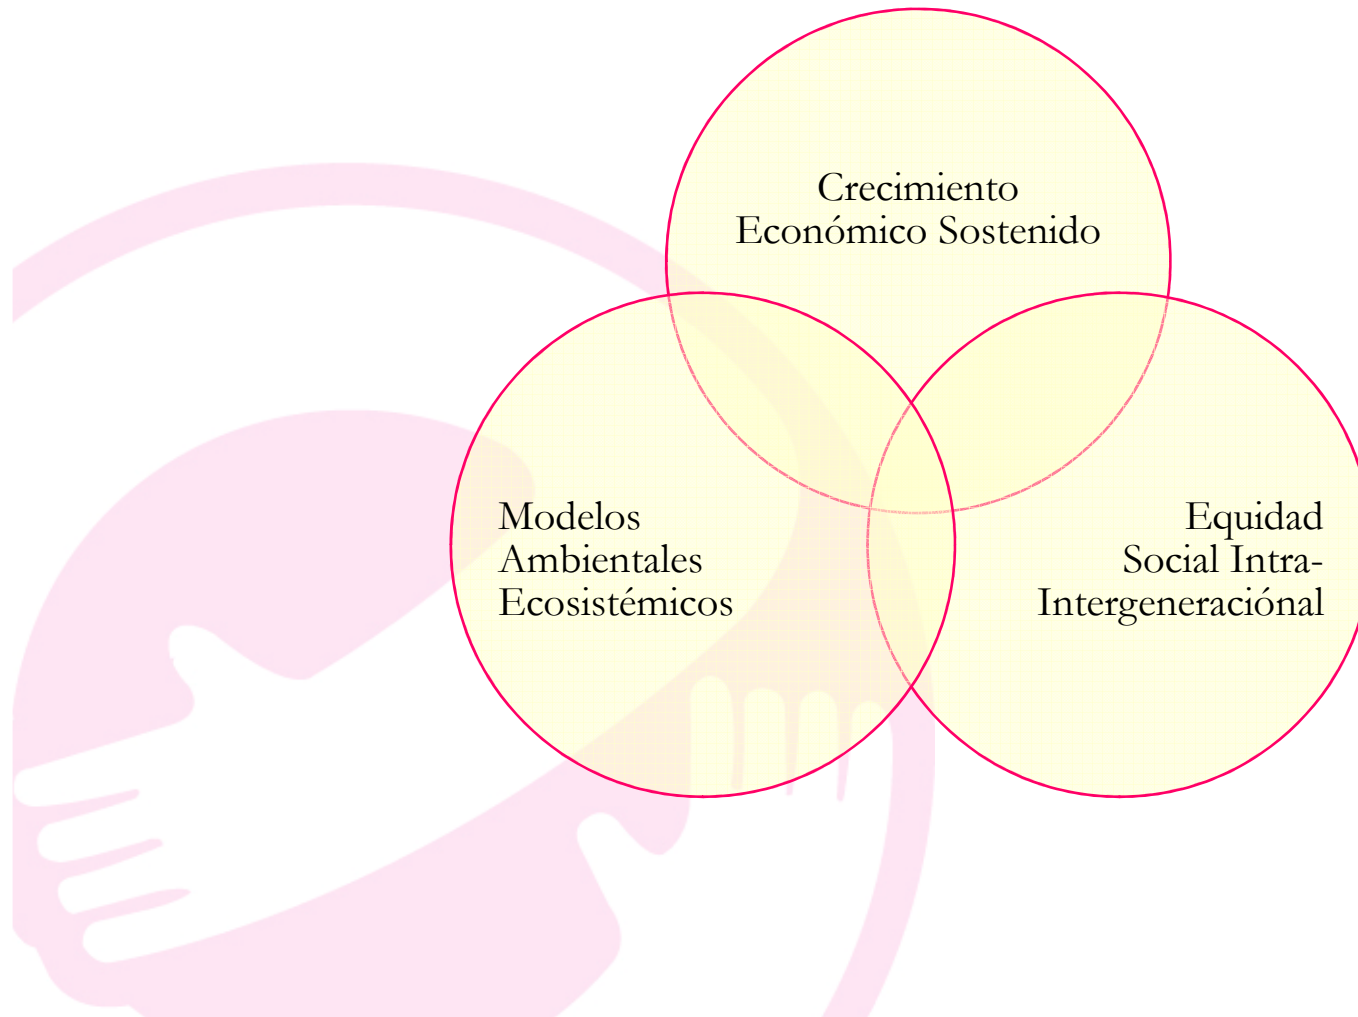 Crecimiento
Económico Sostenido
Modelos
Ambientales
Ecosistémicos
Equidad
Social Intra-
Intergeneraciónal